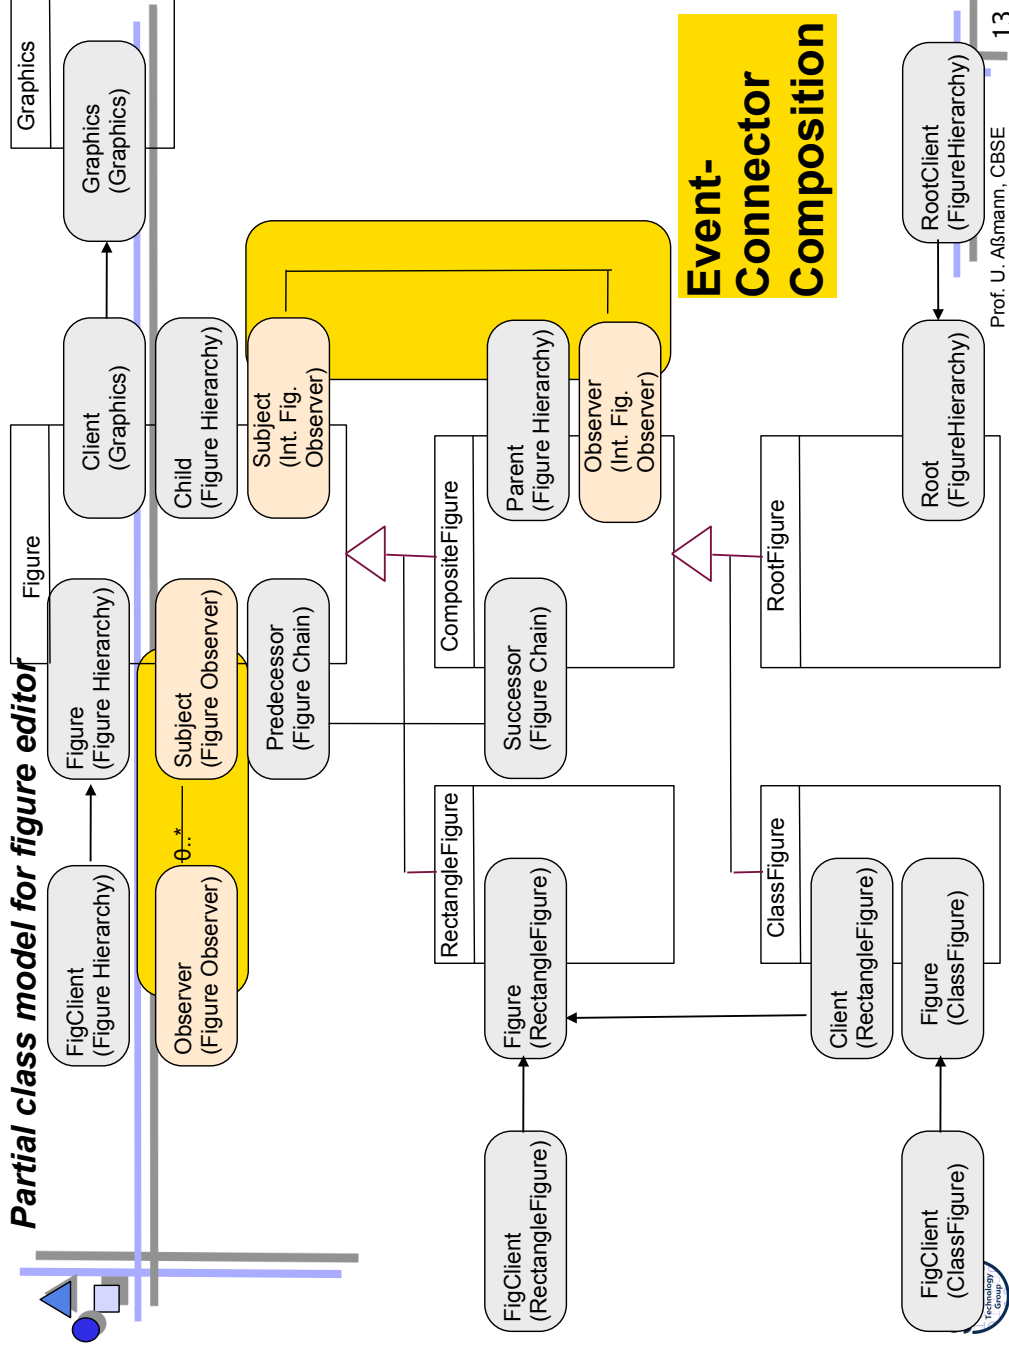 Partial class model for figure editor
Graphics
Graphics
(Graphics)
Figure
Client
(Graphics)
FigClient
(Figure Hierarchy)
Figure
(Figure Hierarchy)
Child
(Figure Hierarchy)
Observer
(Figure Observer)
0..*
Subject
(Figure Observer)
Subject
(Int. Fig.
Observer)
Predecessor
(Figure Chain)
RectangleFigure
CompositeFigure
FigClient
(RectangleFigure)
Figure
(RectangleFigure)
Successor
(Figure Chain)
Parent
(Figure Hierarchy)
Observer
(Int. Fig.
Observer)
Event-
Connector
Composition
ClassFigure
RootFigure
Client
(RectangleFigure)
FigClient
(ClassFigure)
Figure
(ClassFigure)
Root
(FigureHierarchy)
RootClient
(FigureHierarchy)
Technology
Group
Prof. U. Aßmann, CBSE
13